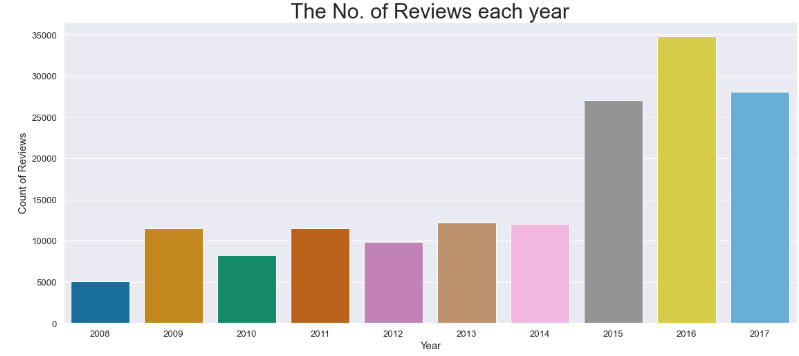 The No. of Reviews each year
Count of Reviews
35000
30000
25000
20000
15000
10000
5000
0
2008 2009 2010 2011 2012 2013 2014 2015 2016 2017
Year